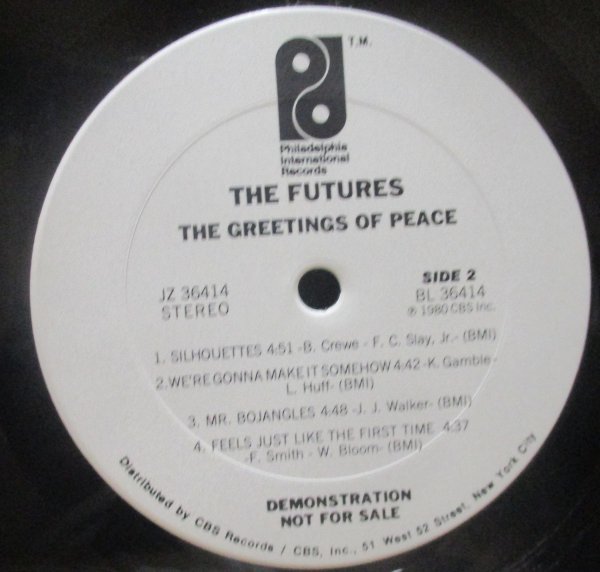 T.M.
Philadelphia
International
Records
THE FUTURES
THE GREETINGS OF PEACE
JZ 36414
STEREO
SIDE 2
BL 36414
℗ 1980 CBS Inc.
1. SILHOUETTES 4:51 -B. Crewe - F. C. Slay, Jr.- (BMI)
2. WE'RE GONNA MAKE IT SOMEHOW 4:42 -K. Gamble-
L. Huff- (BMI)
3. MR. BOJANGLES 4:48 -J. J. Walker- (BMI)
4. FEELS JUST LIKE THE FIRST TIME 4:37
-F. Smith - W. Bloom- (BMI)
DEMONSTRATION
NOT FOR SALE
Distributed by CBS Records / CBS, Inc., 51 West 52 Street, New York City